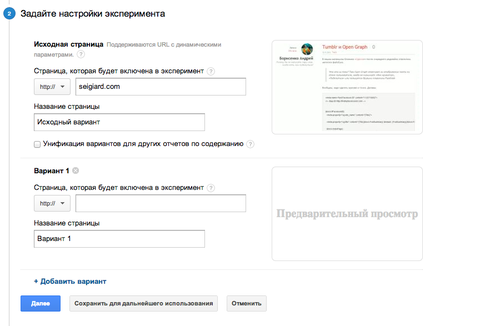 2 Задайте настройки эксперимента
Исходная страница Поддерживаются URL с динамическими
параметрами. ?
Страница, которая будет включена в эксперимент ?
http:// seigiard.com
Название страницы
Исходный вариант
Унификация вариантов для других отчетов по содержанию ?
Tumblr и Open Graph
Вариант 1
Страница, которая будет включена в эксперимент ?
http://
Название страницы
Вариант 1
Предварительный просмотр
+ Добавить вариант
Далее Сохранить для дальнейшего использования Отменить